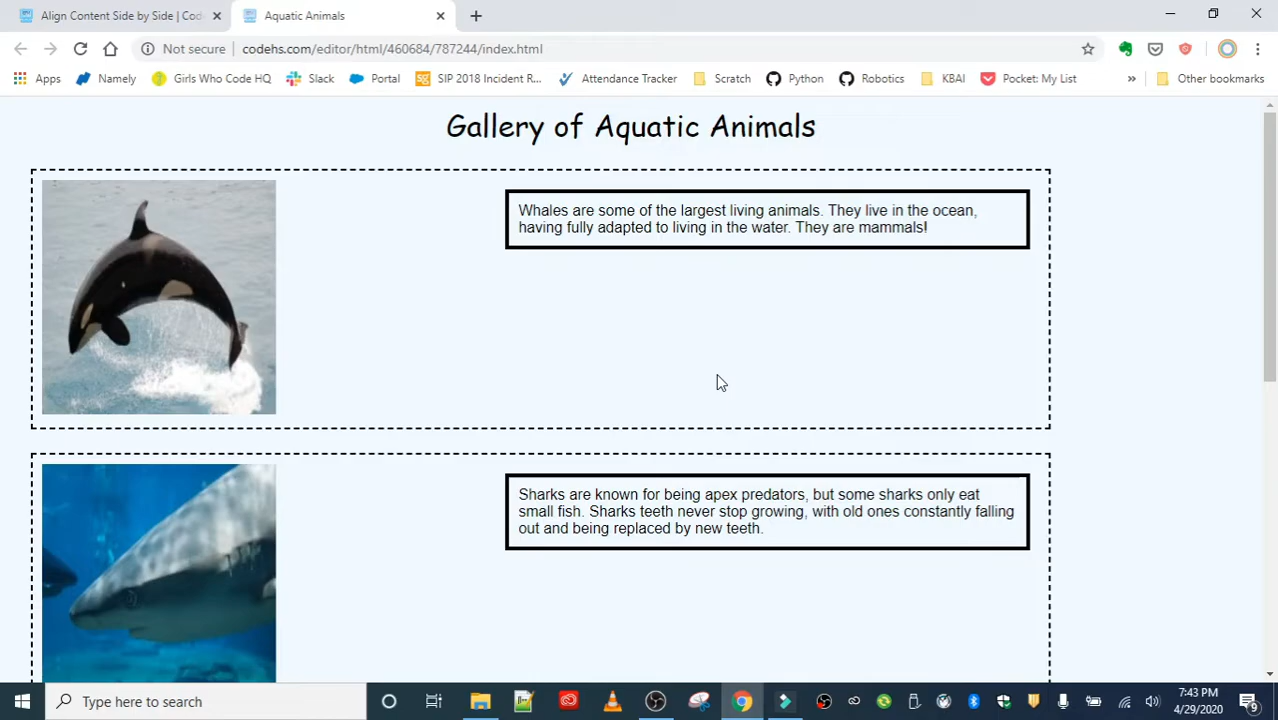 Align Content Side by Side | Cod
Aquatic Animals
Not secure
codehs.com/editor/html/460684/787244/index.html
Apps
Namely
Girls Who Code HQ
Slack
Portal
SIP 2018 Incident R...
Attendance Tracker
Scratch
Python
Robotics
KBAI
Pocket: My List
»
Other bookmarks
Gallery of Aquatic Animals
Whales are some of the largest living animals. They live in the ocean,
having fully adapted to living in the water. They are mammals!
Sharks are known for being apex predators, but some sharks only eat
small fish. Sharks teeth never stop growing, with old ones constantly falling
out and being replaced by new teeth.
Type here to search
7:43 PM
4/29/2020
9